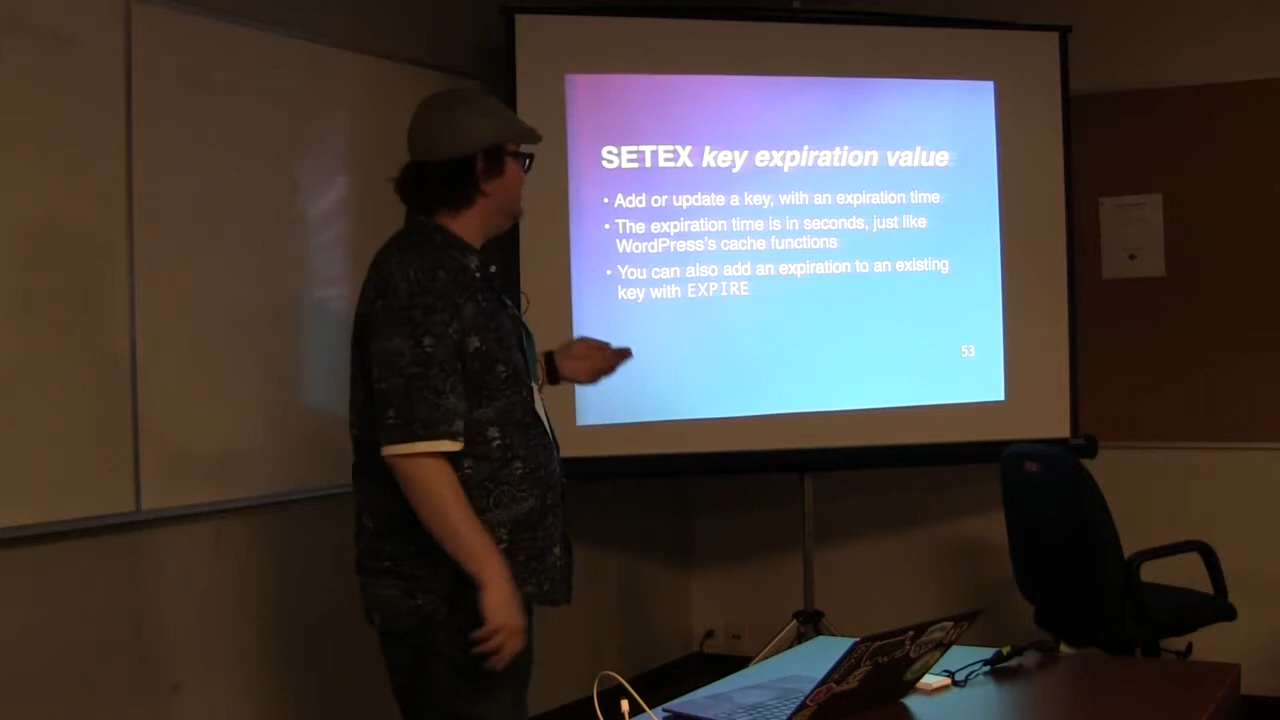 SETEX key expiration value
• Add or update a key, with an expiration time
• The expiration time is in seconds, just like
WordPress's cache functions
• You can also add an expiration to an existing
key with EXPIRE
53